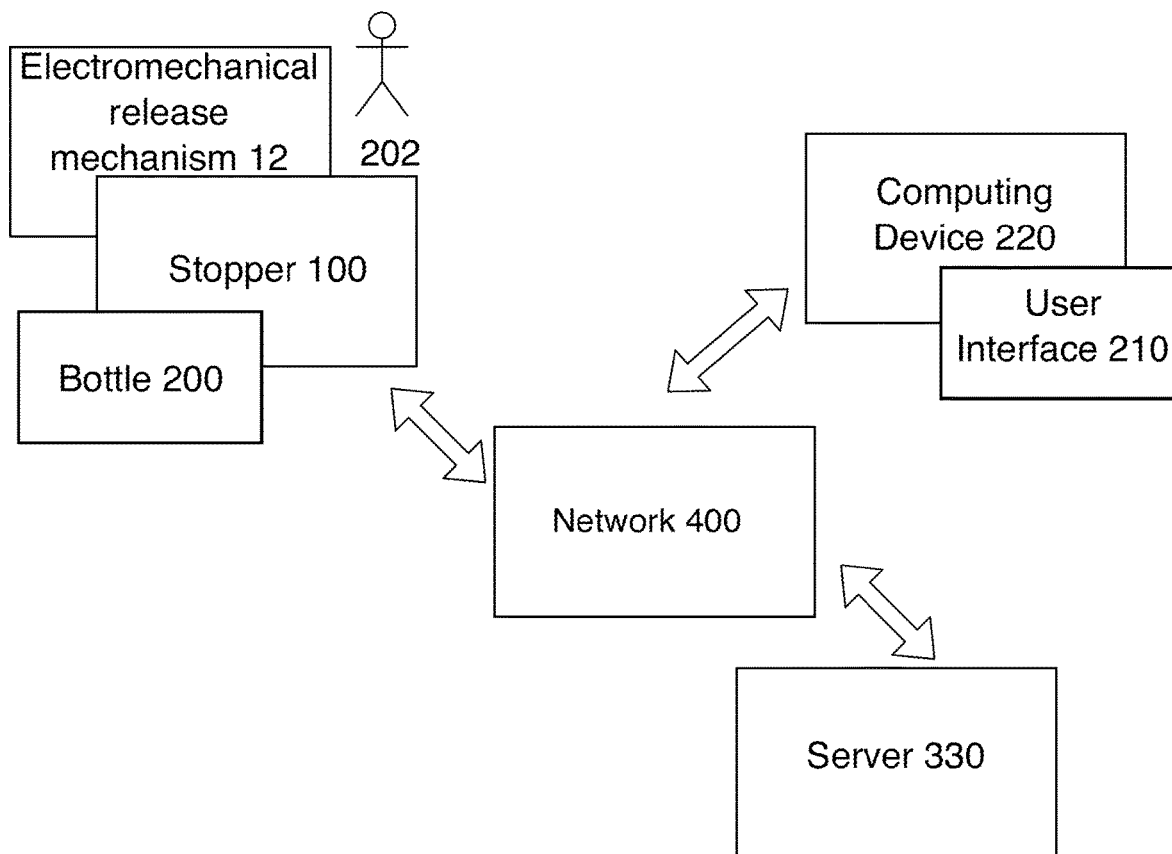 Electromechanical
release
mechanism 12
202
Stopper 100
Bottle 200
Computing
Device 220
User
Interface 210
Network 400
Server 330